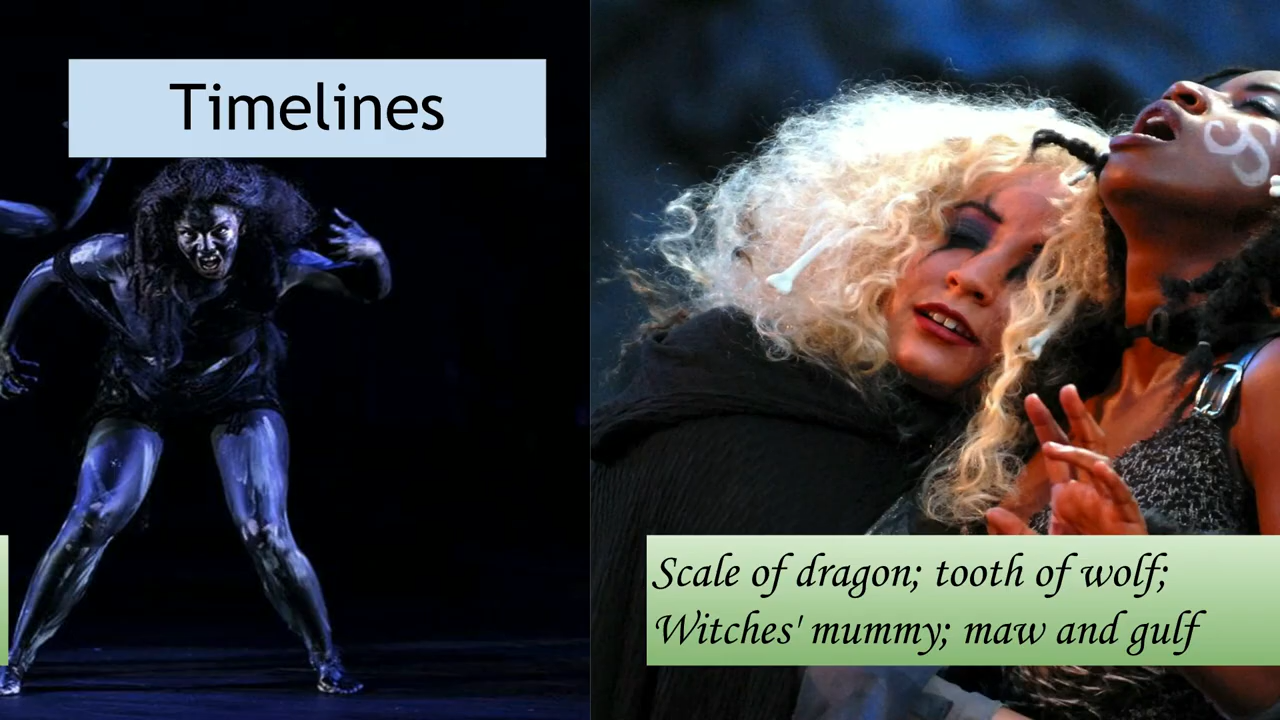 Timelines
Scale of dragon; tooth of wolf;
Witches' mummy; maw and gulf